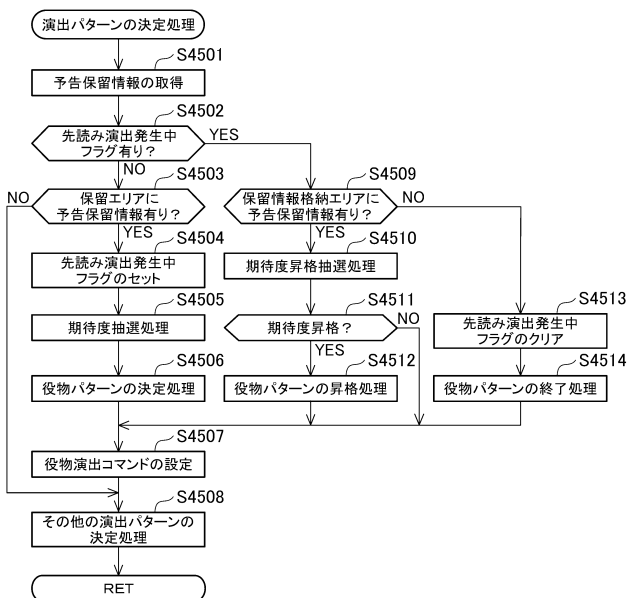 演出パターンの決定処理
S4501
予告保留情報の取得
S4502
先読み演出発生中
フラグ有り？
YES
NO
S4503
S4509
NO
保留エリアに
予告保留情報有り？
保留情報格納エリアに
予告保留情報有り？
NO
YES
S4504
YES
S4510
先読み演出発生中
フラグのセット
期待度昇格抽選処理
S4505
S4511
S4513
期待度抽選処理
期待度昇格？
NO
先読み演出発生中
フラグのクリア
S4506
YES
S4512
S4514
役物パターンの決定処理
役物パターンの昇格処理
役物パターンの終了処理
S4507
役物演出コマンドの設定
S4508
その他の演出パターンの
決定処理
RET